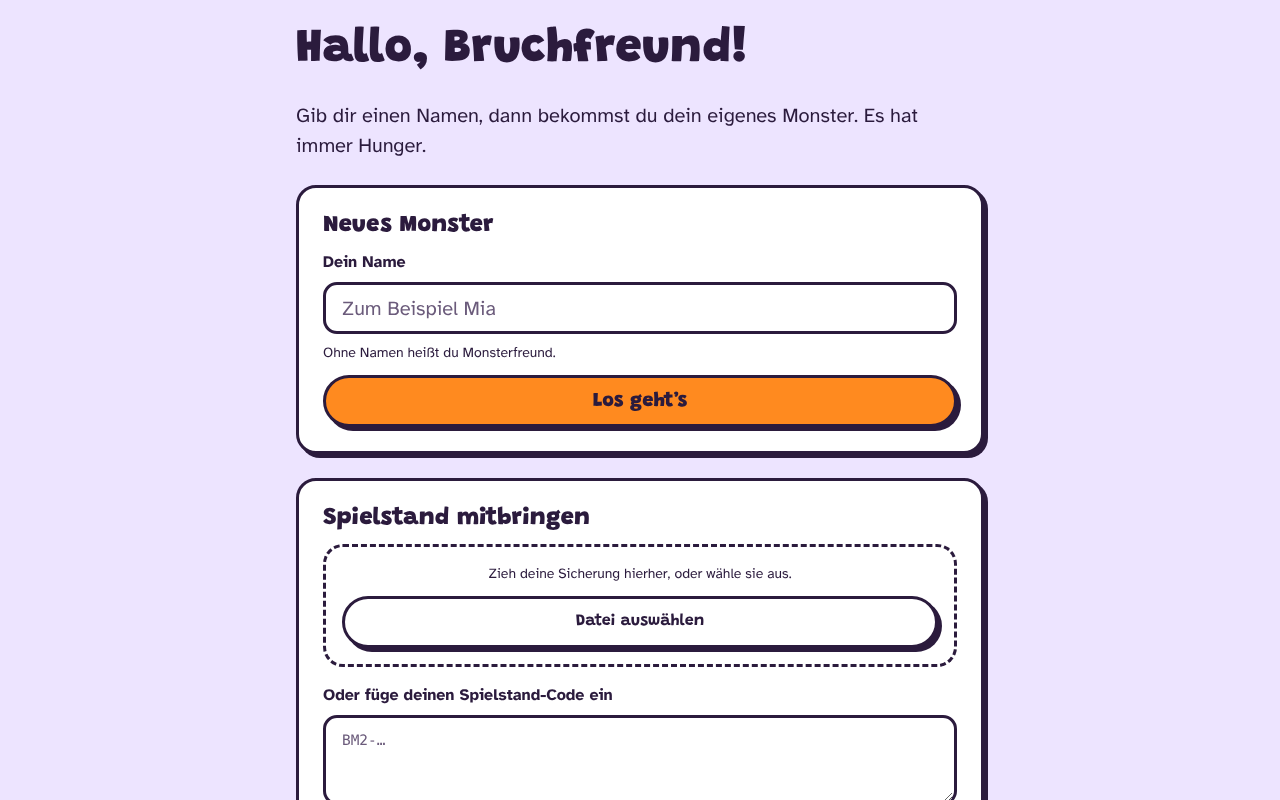 Hallo, Bruchfreund!
Gib dir einen Namen, dann bekommst du dein eigenes Monster. Es hat
immer Hunger.
Neues Monster
Dein Name
Zum Beispiel Mia
Ohne Namen heißt du Monsterfreund.
Los geht’s
Spielstand mitbringen
Zieh deine Sicherung hierher, oder wähle sie aus.
Datei auswählen
Oder füge deinen Spielstand-Code ein
BM2-…